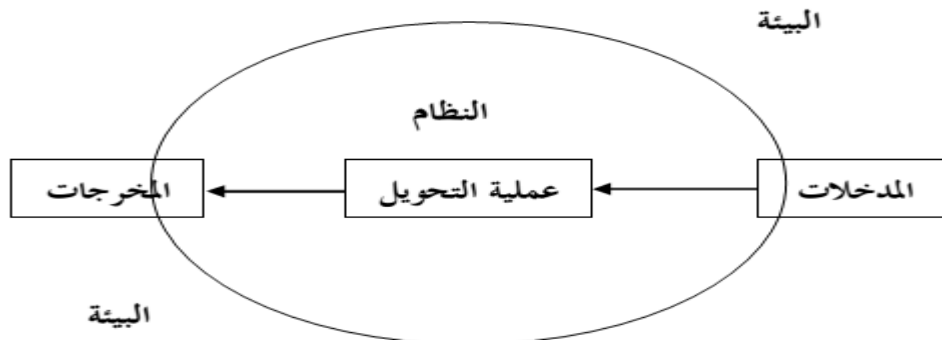 البيئة
النظام
المدخلات
عملية التحويل
المخرجات
البيئة